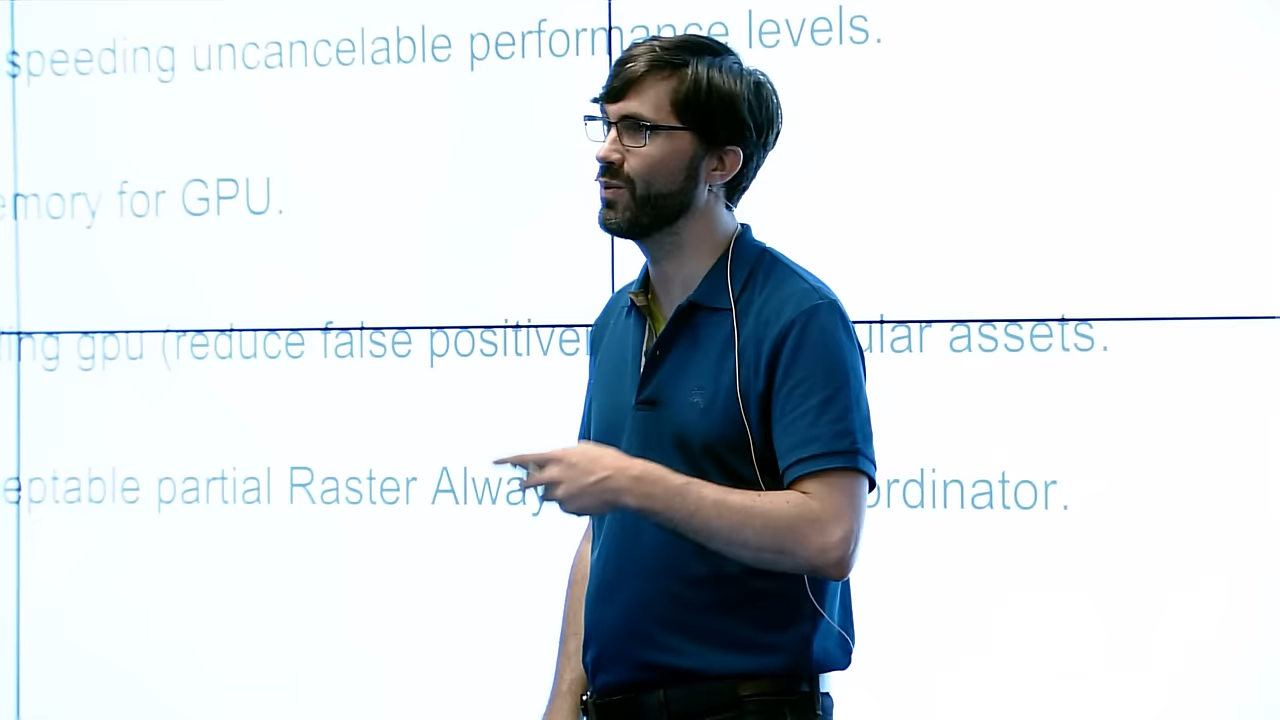 speeding uncancelable performance levels.
emory for GPU.
ing gpu (reduce false positive ular assets.
eptable partial Raster Alway ordinator.